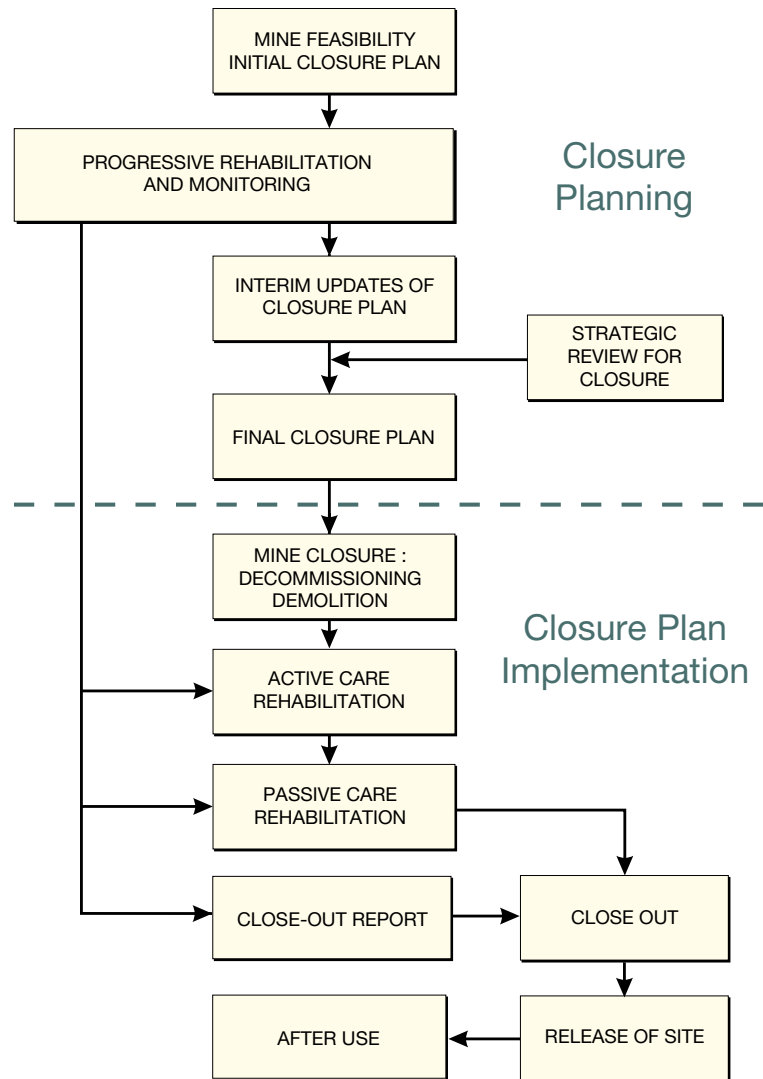 MINE FEASIBILITY
INITIAL CLOSURE PLAN
PROGRESSIVE REHABILITATION
AND MONITORING
Closure
Planning
INTERIM UPDATES OF
CLOSURE PLAN
STRATEGIC
REVIEW FOR
CLOSURE
FINAL CLOSURE PLAN
MINE CLOSURE :
DECOMMISSIONING
DEMOLITION
Closure Plan
Implementation
ACTIVE CARE
REHABILITATION
PASSIVE CARE
REHABILITATION
CLOSE-OUT REPORT
CLOSE OUT
AFTER USE
RELEASE OF SITE